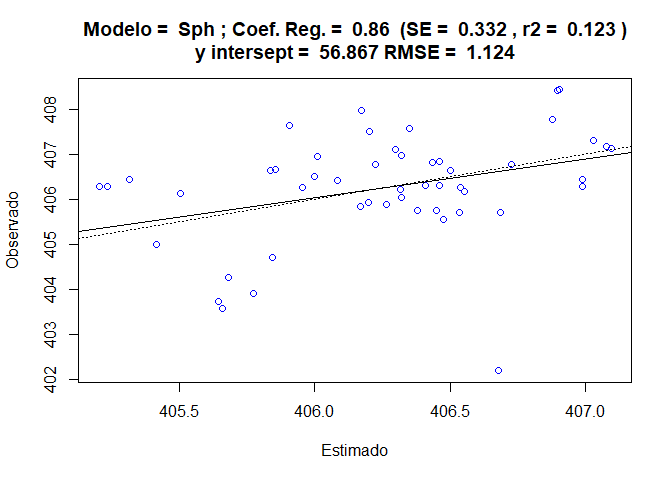 Modelo = Sph ; Coef. Reg. = 0.86 (SE = 0.332 , r2 = 0.123 )
y intersept = 56.867 RMSE = 1.124
408
407
406
405
404
403
402
Observado
405.5 406.0 406.5 407.0
Estimado